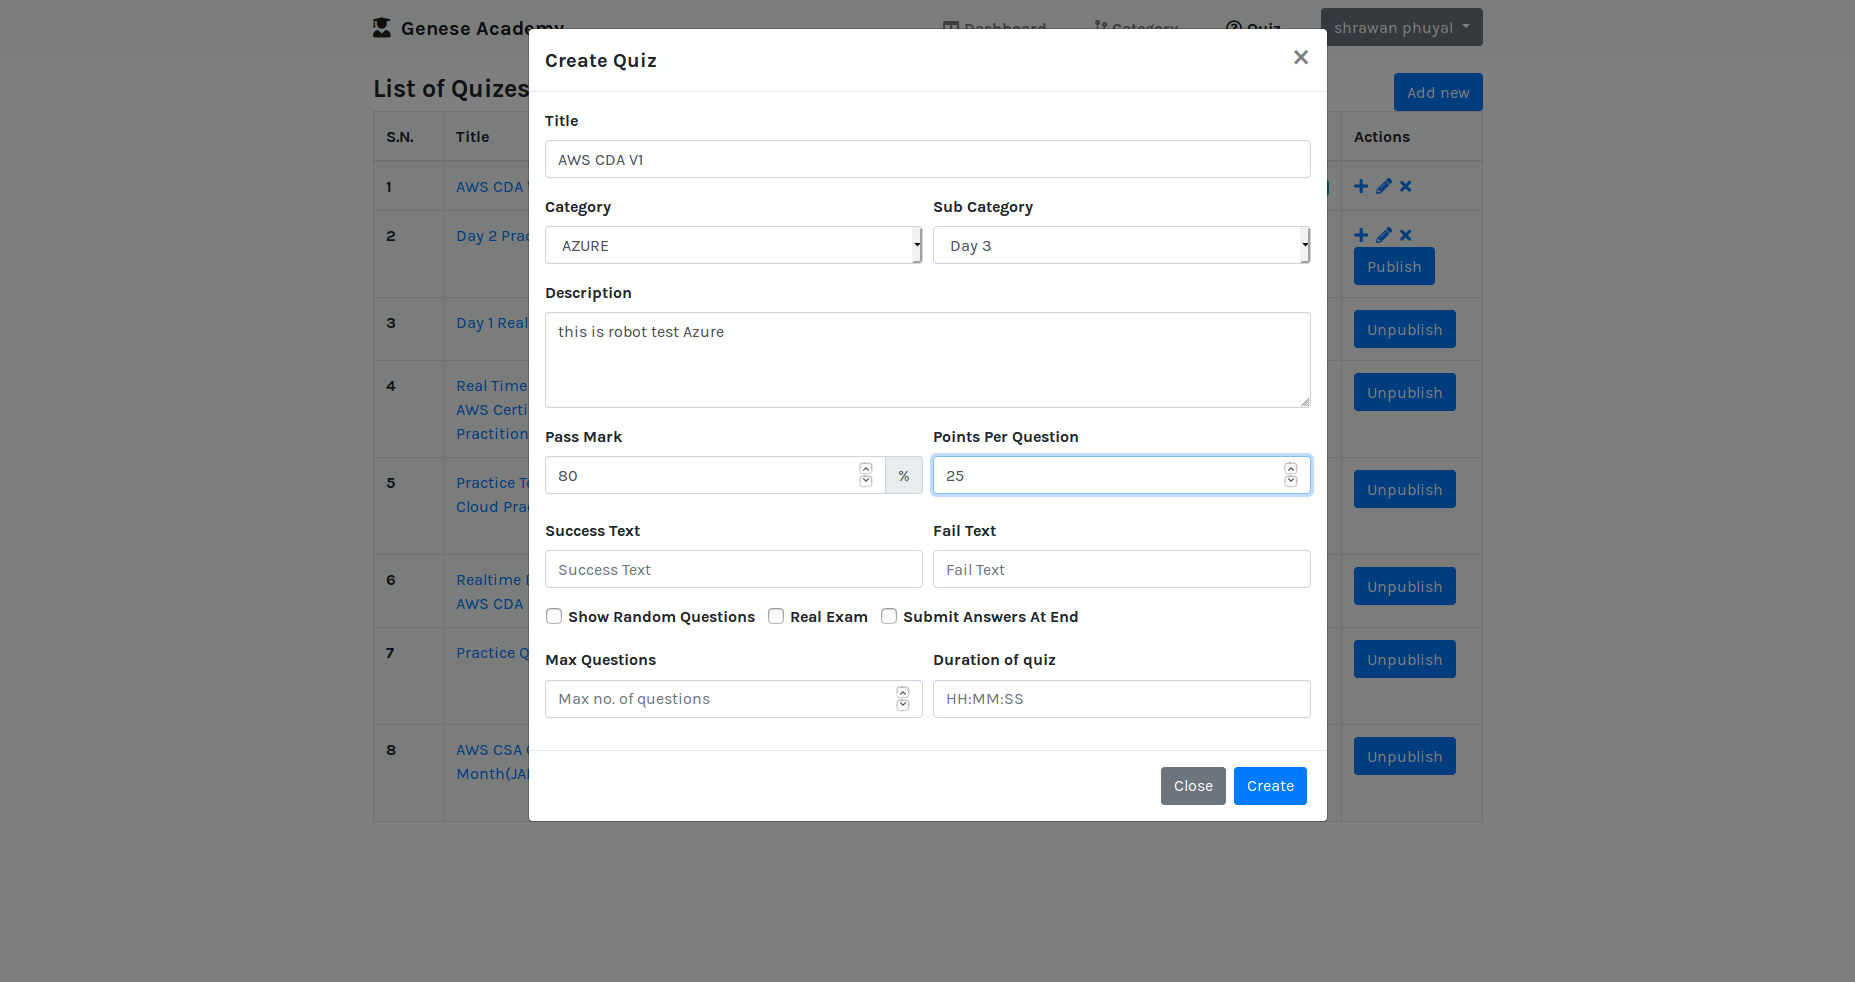 Genese Academy
Dashboard
Category
Quiz
shrawan phuyal
List of Quizes
Add new
S.N.
Title
Actions
1
AWS CDA
2
Day 2 Prac
Publish
3
Day 1 Real
Unpublish
4
Real Time
AWS Certi
Practition
Unpublish
5
Practice Te
Cloud Prac
Unpublish
6
Realtime
AWS CDA
Unpublish
7
Practice Q
Unpublish
8
AWS CSA
Month(JA
Unpublish
Create Quiz
Title
AWS CDA V1
Category
Sub Category
AZURE
Day 3
Description
this is robot test Azure
Pass Mark
Points Per Question
80
%
25
Success Text
Fail Text
Success Text
Fail Text
Show Random Questions
Real Exam
Submit Answers At End
Max Questions
Duration of quiz
Max no. of questions
HH:MM:SS
Close
Create